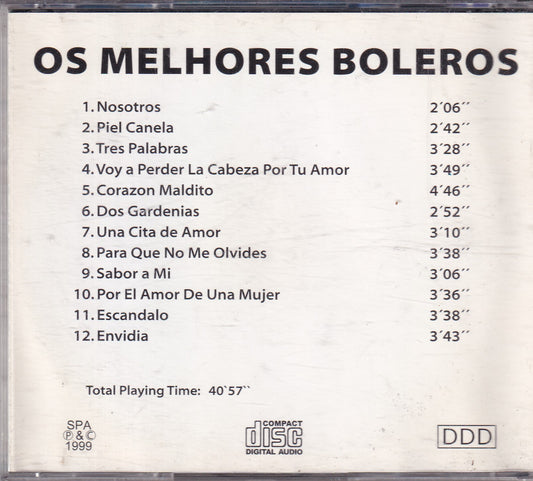 OS MELHORES BOLEROS
1. Nosotros 2´06´´
2. Piel Canela 2´42´´
3. Tres Palabras 3´28´´
4. Voy a Perder La Cabeza Por Tu Amor 3´49´´
5. Corazon Maldito 4´46´´
6. Dos Gardenias 2´52´´
7. Una Cita de Amor 3´10´´
8. Para Que No Me Olvides 3´38´´
9. Sabor a Mi 3´06´´
10. Por El Amor De Una Mujer 3´36´´
11. Escandalo 3´38´´
12. Envidia 3´43´´
Total Playing Time: 40`57``
SPA
Ⓟ & ©
1999
COMPACT
disc
DIGITAL AUDIO
DDD